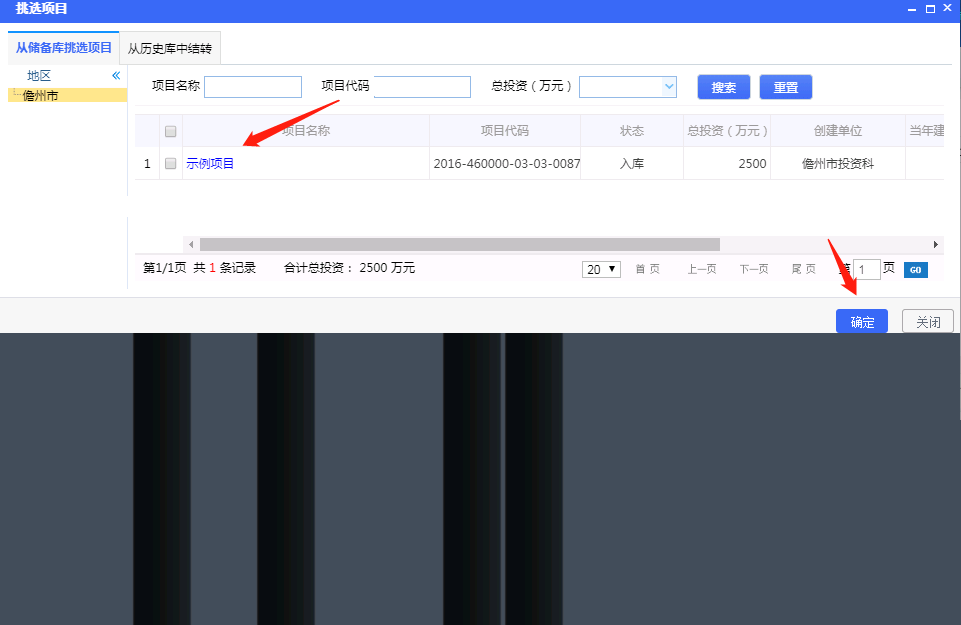 挑选项目
从储备库挑选项目 从历史库中结转
地区 «
儋州市
项目名称 项目代码 总投资（万元） 搜索 重置
项目名称 项目代码 状态 总投资（万元） 创建单位 当年建
1 示例项目 2016-460000-03-03-0087 入库 2500 儋州市投资科
第1/1页 共 1 条记录 合计总投资： 2500 万元 20 首 页 上一页 下一页 尾 页 第 1 页 GO
确定 关闭